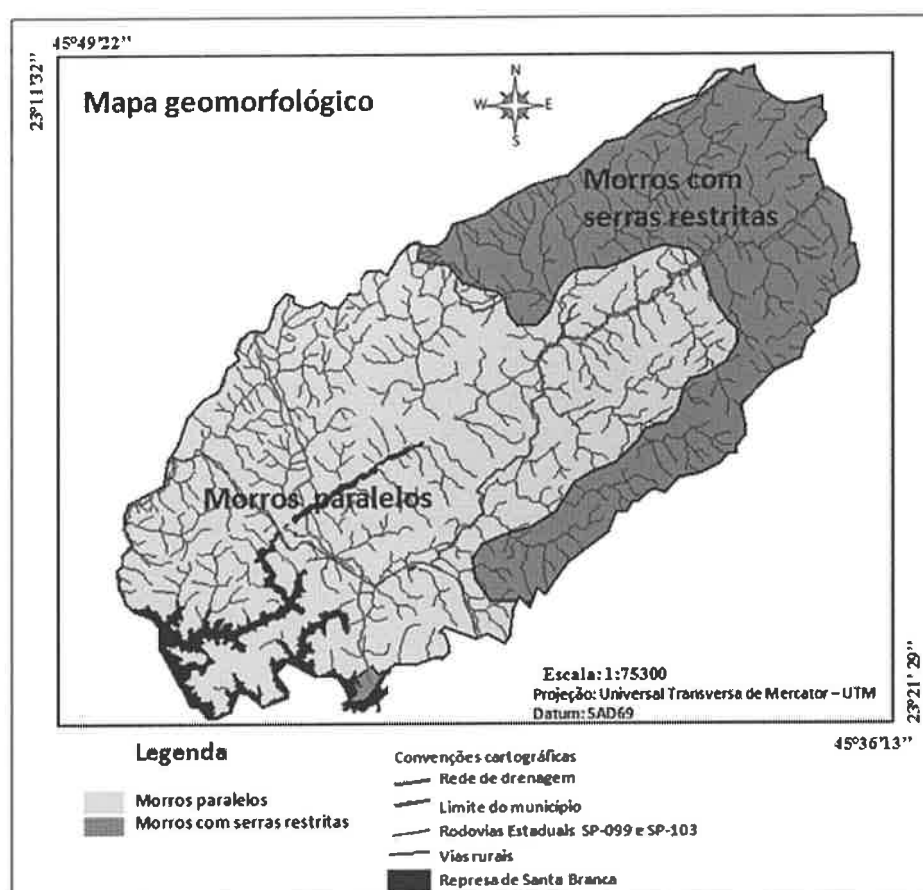 45°49'22"
23°11'32"
Mapa geomorfológico
N
W E
S
Morros com
serras restritas
Morros paralelos
Escala: 1:75300
Projeção: Universal Transversa de Mercator – UTM
Datum: SAD69
23°21'29"
45°36'13"
Legenda
Morros paralelos
Morros com serras restritas
Convenções cartográficas
Rede de drenagem
Limite do município
Rodovias Estaduais SP-099 e SP-103
Vias rurais
Represa de Santa Branca